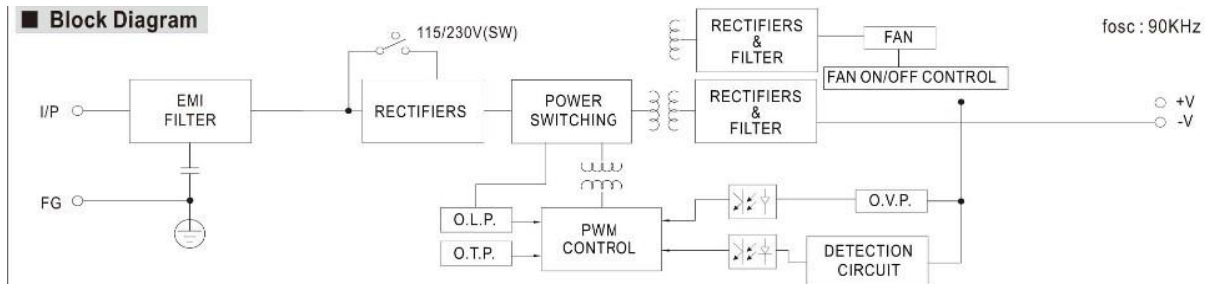 ■ Block Diagram
115/230V(SW)
RECTIFIERS
&
FILTER
FAN
fosc : 90KHz
FAN ON/OFF CONTROL
I/P
EMI
FILTER
RECTIFIERS
POWER
SWITCHING
RECTIFIERS
&
FILTER
+V
-V
FG
O.L.P.
O.T.P.
PWM
CONTROL
O.V.P.
DETECTION
CIRCUIT